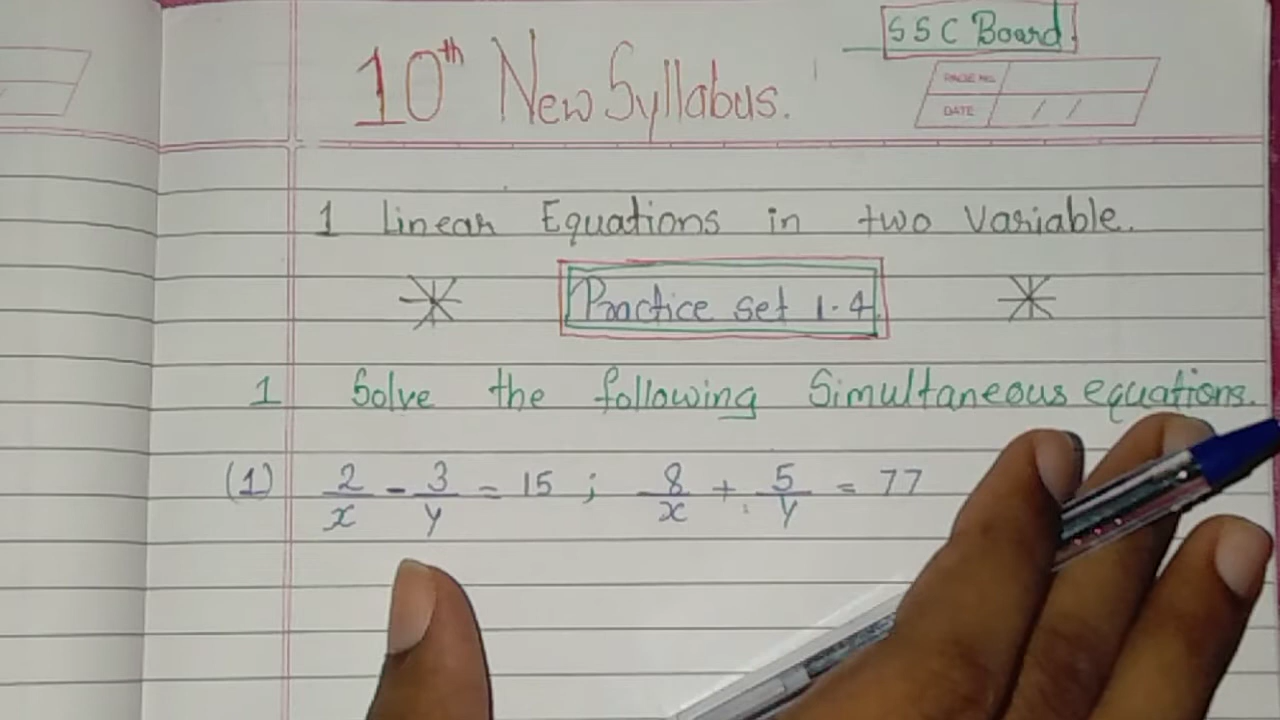 SSC Board
10th New Syllabus.
PAGE NO.
DATE / /
1 Linear Equations in two Variable.
Practice set 1.4
1 Solve the following Simultaneous equations.
(1) 2/x - 3/y = 15 ; 8/x + 5/y = 77